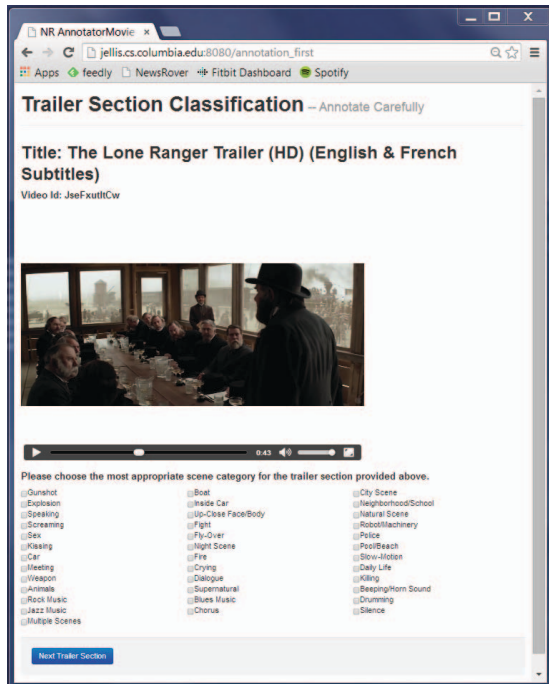 NR AnnotatorMovie ×
jellis.cs.columbia.edu:8080/annotation_first
Apps feedly NewsRover Fitbit Dashboard Spotify
Trailer Section Classification – Annotate Carefully
Title: The Lone Ranger Trailer (HD) (English & French
Subtitles)
Video Id: JseFxutItCw
0:43
Please choose the most appropriate scene category for the trailer section provided above.
Gunshot Boat City Scene
Explosion Inside Car Neighborhood/School
Speaking Up-Close Face/Body Natural Scene
Screaming Fight Robot/Machinery
Sex Fly-Over Police
Kissing Night Scene Pool/Beach
Car Fire Slow-Motion
Meeting Crying Daily Life
Weapon Dialogue Killing
Animals Supernatural Beeping/Horn Sound
Rock Music Blues Music Drumming
Jazz Music Chorus Silence
Multiple Scenes
Next Trailer Section